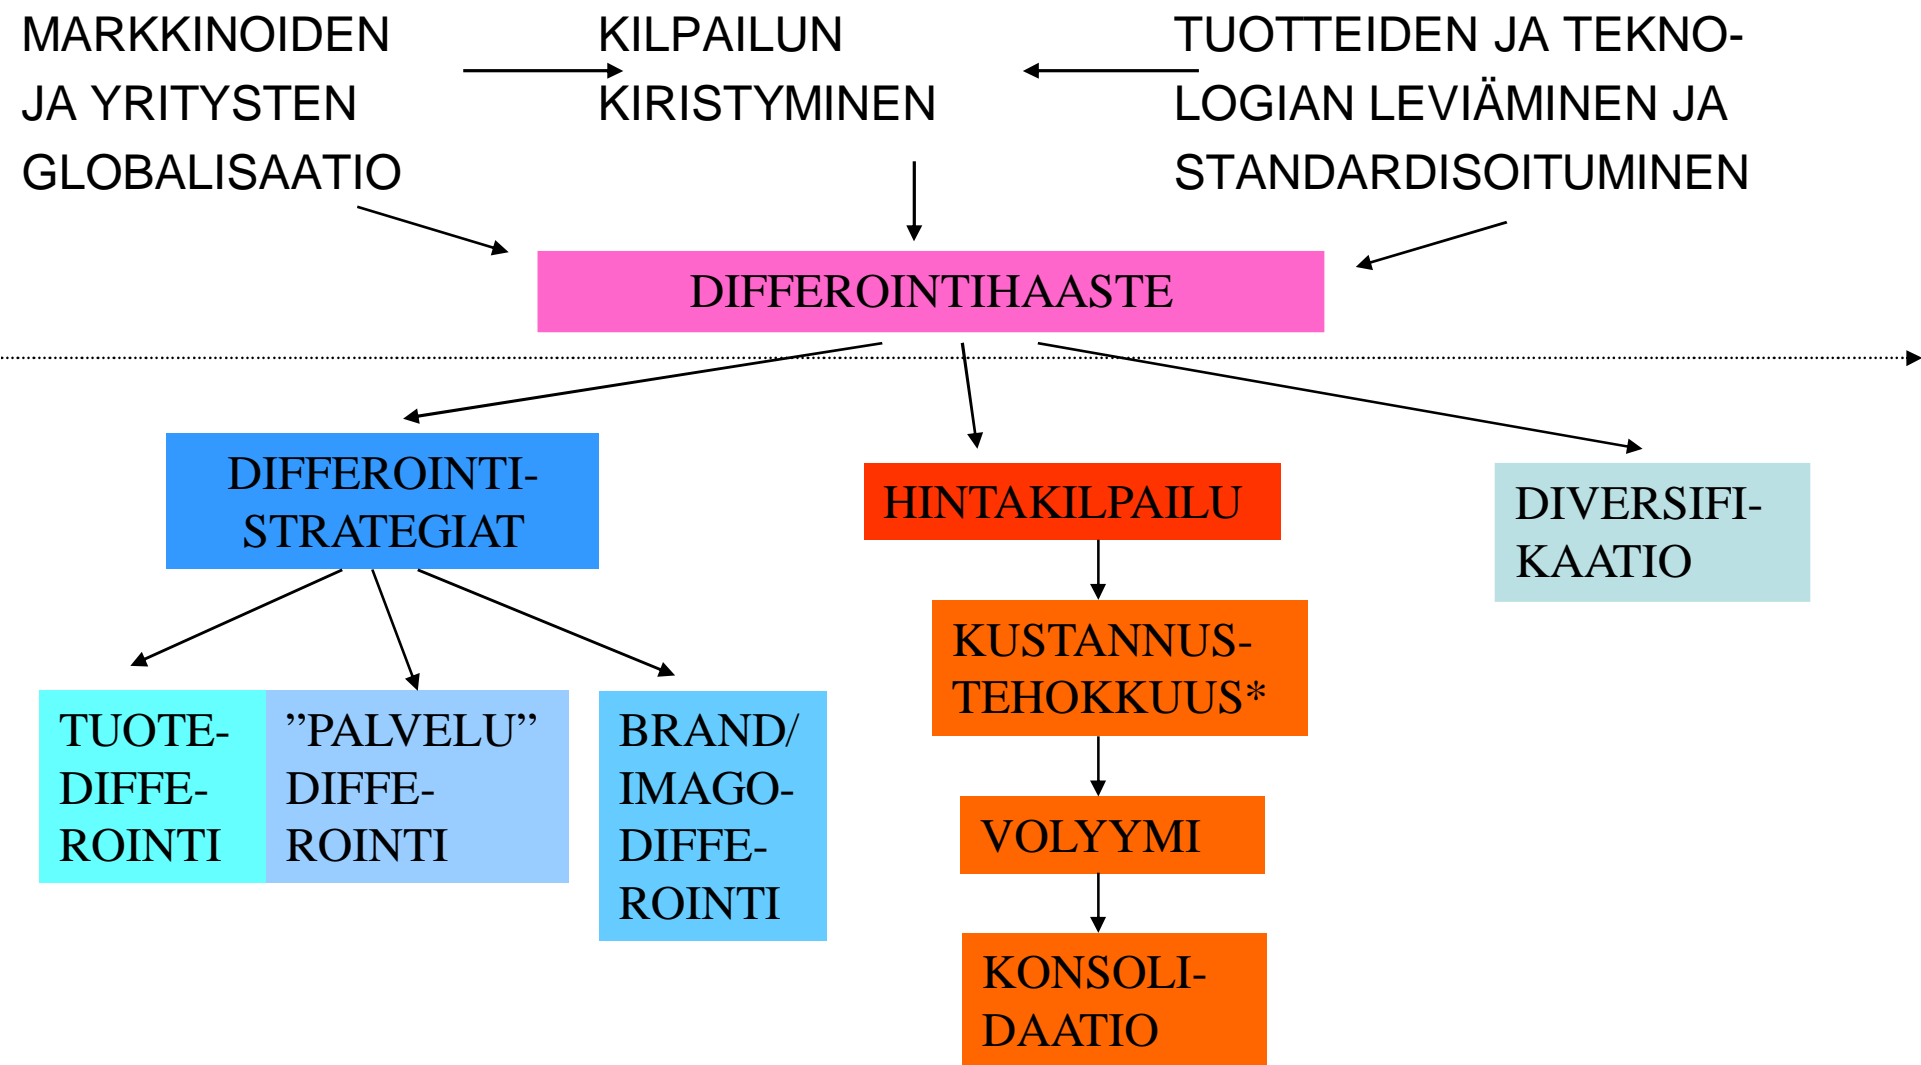 MARKKINOIDEN
JA YRITYSTEN
GLOBALISAATIO
KILPAILUN
KIRISTYMINEN
TUOTTEIDEN JA TEKNO-
LOGIAN LEVIÄMINEN JA
STANDARDISOITUMINEN
DIFFEROINTIHAASTE
DIFFEROINTI-
STRATEGIAT
HINTAKILPAILU
DIVERSIFI-
KAATIO
TUOTE-
DIFFE-
ROINTI
”PALVELU”
DIFFE-
ROINTI
BRAND/
IMAGO-
DIFFE-
ROINTI
KUSTANNUS-
TEHOKKUUS*
VOLYYMI
KONSOLI-
DAATIO